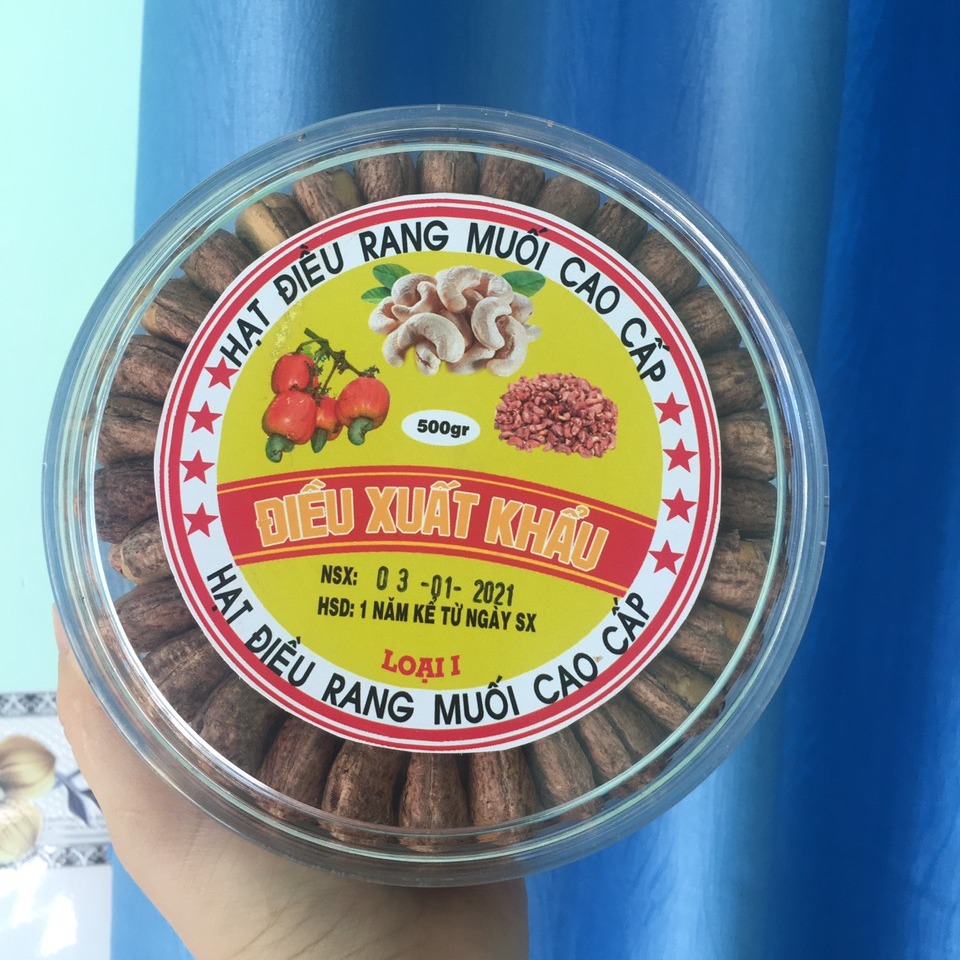 HẠT ĐIỀU RANG MUỐI CAO CẤP
500gr
ĐIỀU XUẤT KHẨU
NSX: 03-01-2021
HSD: 1 NĂM KỂ TỪ NGÀY SX
LOẠI I
HẠT ĐIỀU RANG MUỐI CAO CẤP